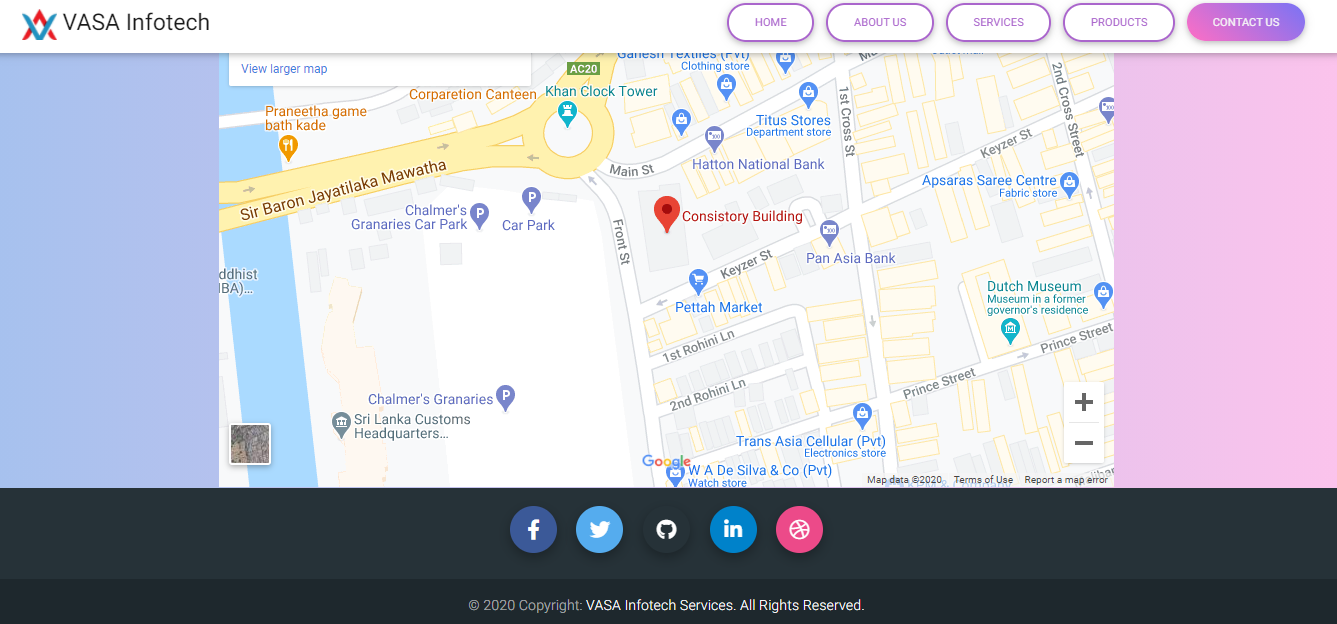 VASA Infotech
HOME
ABOUT US
SERVICES
PRODUCTS
CONTACT US
View larger map
AC20
Ganesh Textiles (Pvt)
Clothing store
Corparetion Canteen
Khan Clock Tower
Praneetha game
bath kade
Titus Stores
Department store
1st Cross St
2nd Cross Street
Keyzer St
Main St
Hatton National Bank
Sir Baron Jayatilaka Mawatha
Apsaras Saree Centre
Fabric store
Chalmer's
Granaries Car Park
Car Park
Consistory Building
Front St
Keyzer St
Pan Asia Bank
Pettah Market
Dutch Museum
Museum in a former
governor's residence
1st Rohini Ln
Prince Street
2nd Rohini Ln
Prince Street
Chalmer's Granaries
Sri Lanka Customs
Headquarters...
Trans Asia Cellular (Pvt)
Electronics store
Google
W A De Silva & Co (Pvt)
Watch store
Map data ©2020
Terms of Use
Report a map error
© 2020 Copyright: VASA Infotech Services. All Rights Reserved.